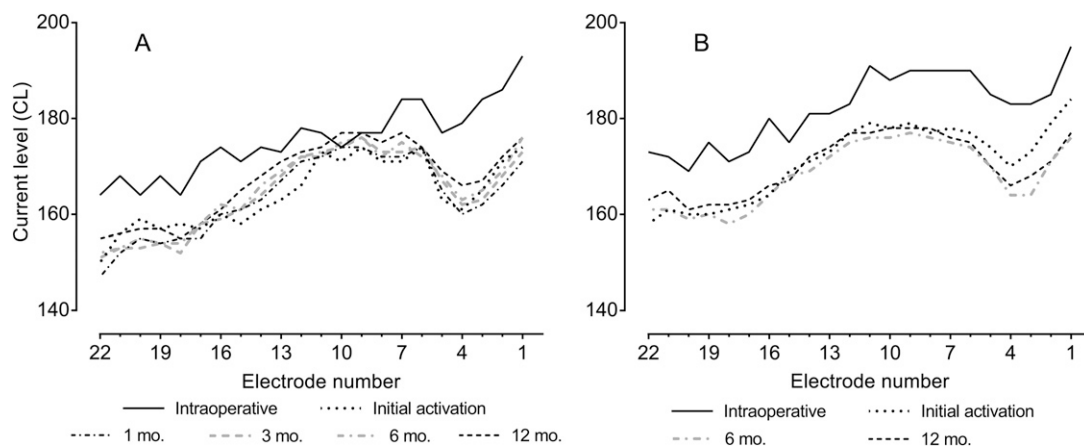 A
B
Current level (CL)
200
180
160
140
22 19 16 13 10 7 4 1
Electrode number
Intraoperative Initial activation
1 mo. 3 mo. 6 mo. 12 mo.
200
180
160
140
22 19 16 13 10 7 4 1
Electrode number
Intraoperative Initial activation
6 mo. 12 mo.